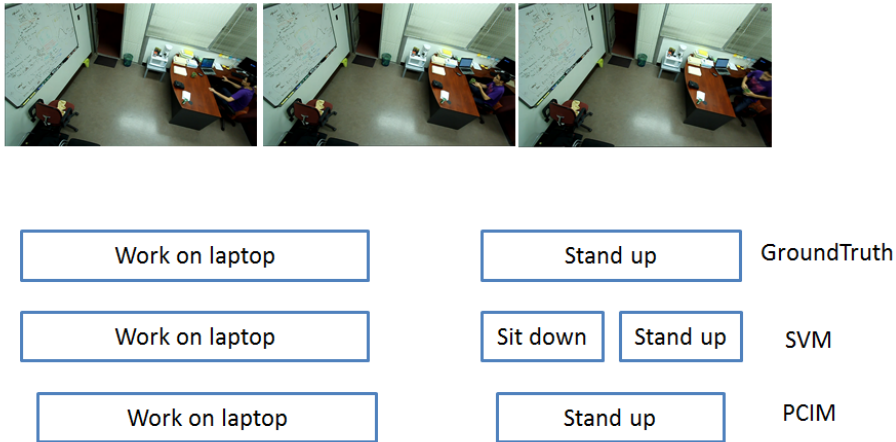 Work on laptop Stand up GroundTruth
Work on laptop Sit down Stand up SVM
Work on laptop Stand up PCIM